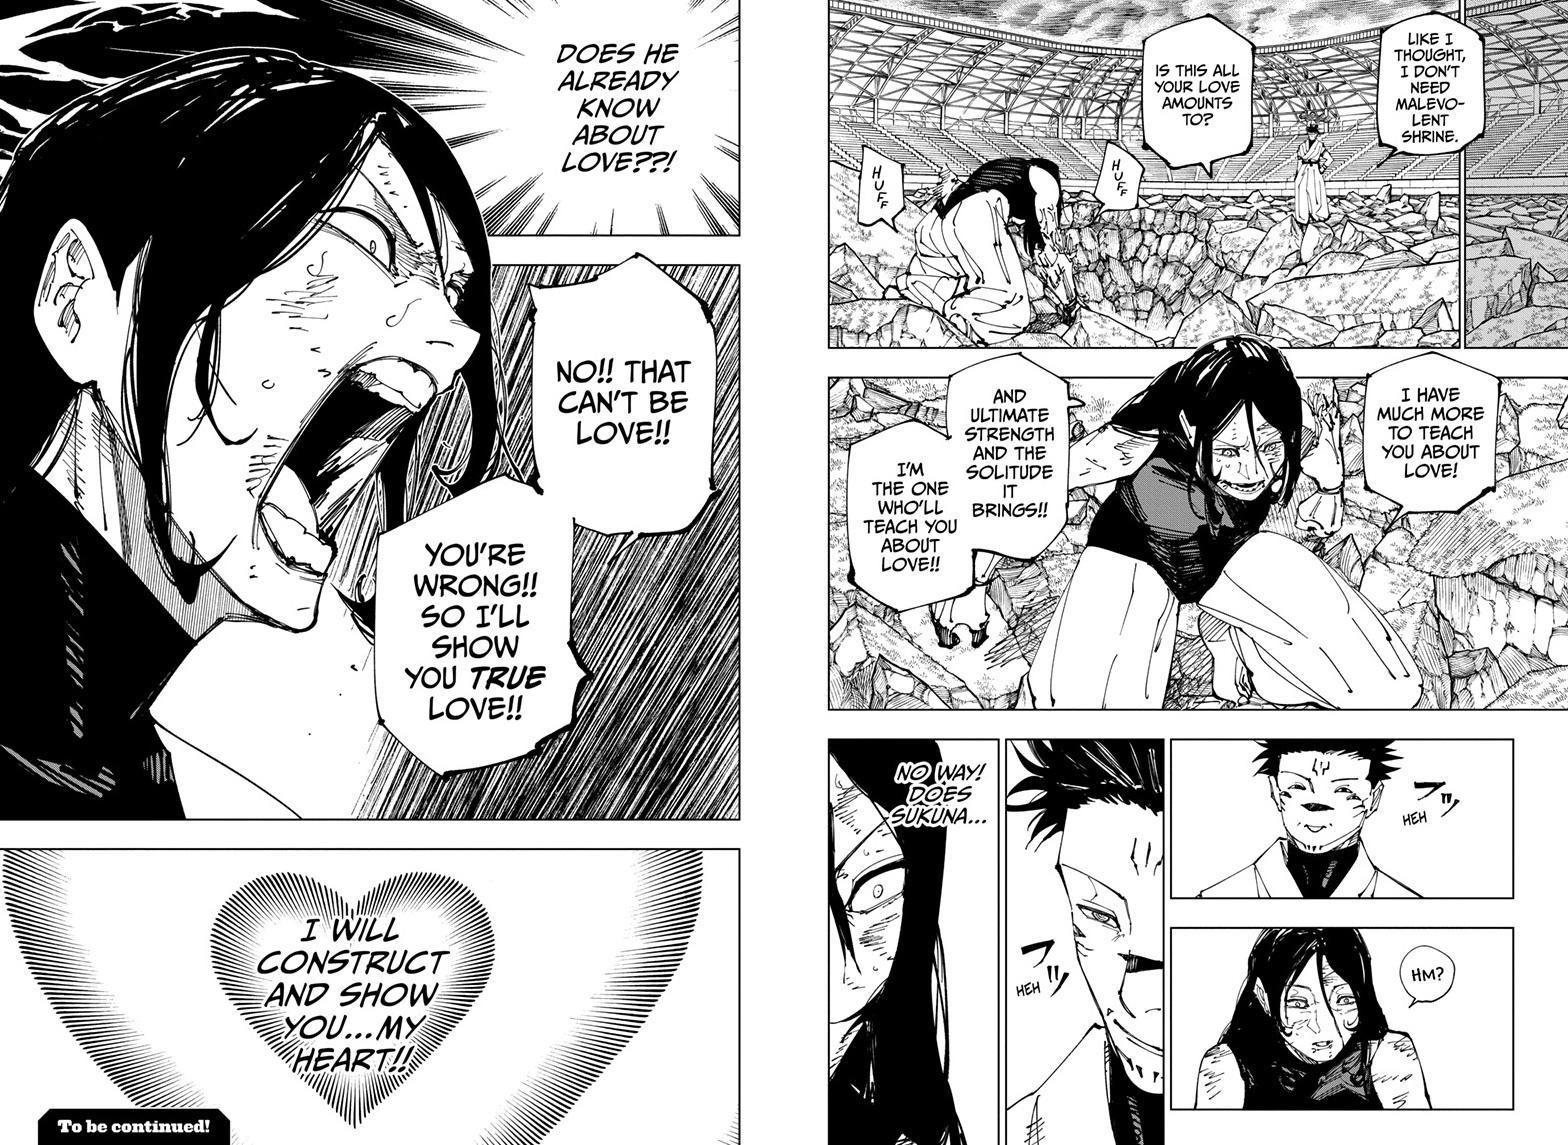 LIKE I
THOUGHT,
I DON'T
NEED
MALEVO-
LENT
SHRINE.
IS THIS ALL
YOUR LOVE
AMOUNTS
TO?
HUFF
HUFF
I HAVE
MUCH MORE
TO TEACH
YOU ABOUT
LOVE!
AND
ULTIMATE
STRENGTH
AND THE
SOLITUDE
IT
BRINGS!!
I'M
THE ONE
WHO'LL
TEACH YOU
ABOUT
LOVE!!
フッ
HEH
HM?
フッ
HEH
NO WAY!
DOES
SUKUNA...
DOES HE
ALREADY
KNOW
ABOUT
LOVE??!
NO!! THAT
CAN'T BE
LOVE!!
YOU'RE
WRONG!!
SO I'LL
SHOW
YOU TRUE
LOVE!!
I WILL
CONSTRUCT
AND SHOW
YOU...MY
HEART!!
To be continued!